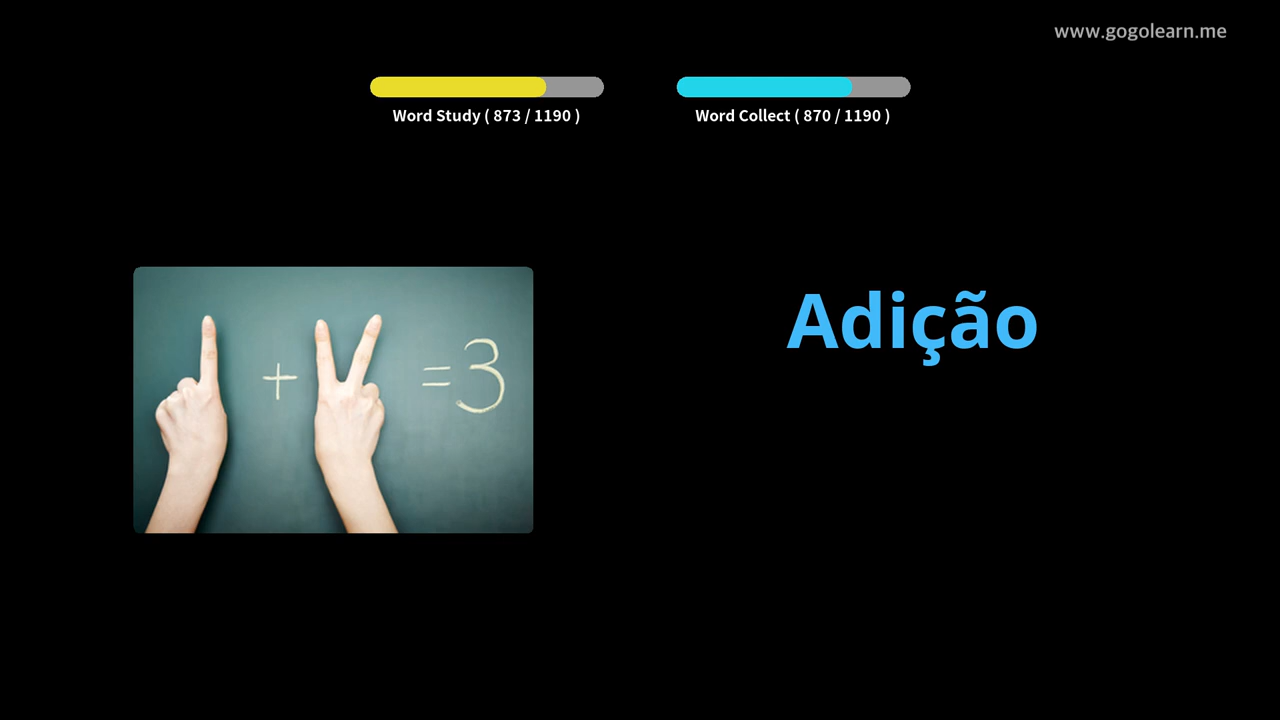 www.gogolearn.me
Word Study ( 873 / 1190 )
Word Collect ( 870 / 1190 )
Adição
+ = 3